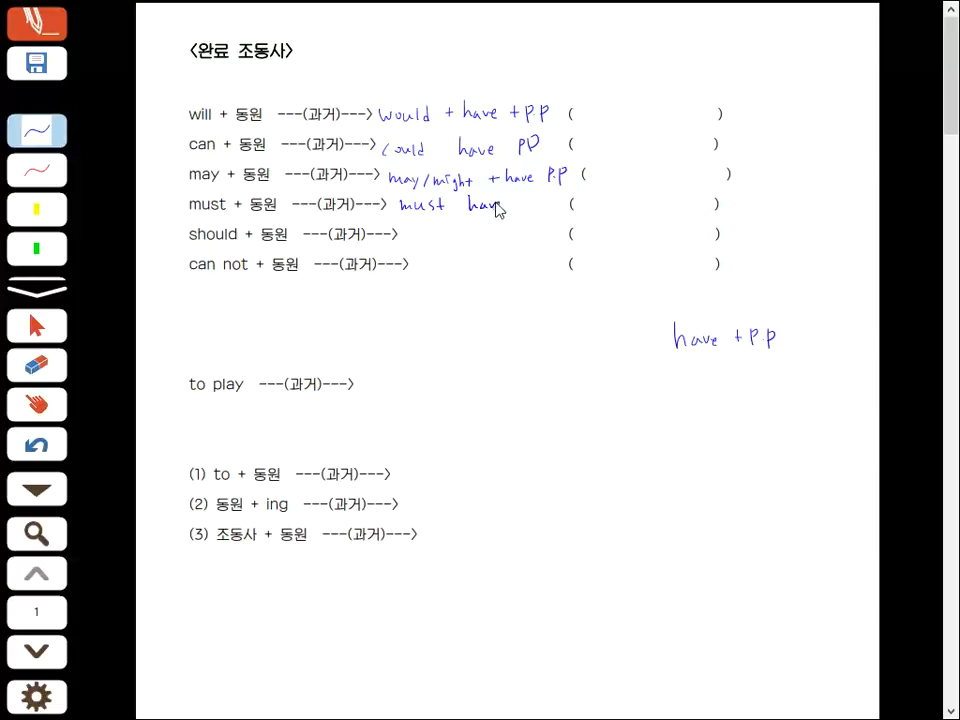 <완료 조동사>
will + 동원 ---(과거)---> would + have + p.p ( )
can + 동원 ---(과거)---> could have pp ( )
may + 동원 ---(과거)---> may/might + have p.p ( )
must + 동원 ---(과거)---> must hav ( )
should + 동원 ---(과거)---> ( )
can not + 동원 ---(과거)---> ( )
have + p.p
to play ---(과거)--->
(1) to + 동원 ---(과거)--->
(2) 동원 + ing ---(과거)--->
(3) 조동사 + 동원 ---(과거)--->
1